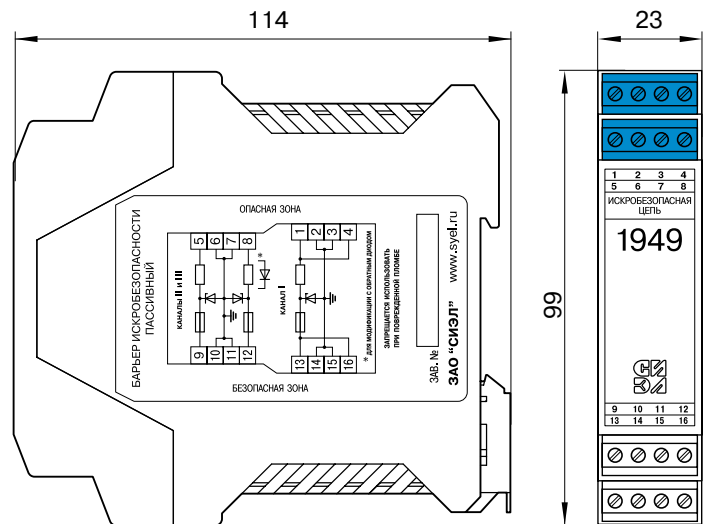 114
23
99
БАРЬЕР ИСКРОБЕЗОПАСНОСТИ
ПАССИВНЫЙ
ОПАСНАЯ ЗОНА
КАНАЛЫ II и III
5 6 7 8
*
9 10 11 12
КАНАЛ I
1 2 3 4
13 14 15 16
БЕЗОПАСНАЯ ЗОНА
* ДЛЯ МОДИФИКАЦИИ С ОБРАТНЫМ ДИОДОМ
ЗАПРЕЩАЕТСЯ ИСПОЛЬЗОВАТЬ
ПРИ ПОВРЕЖДЕННОЙ ПЛОМБЕ
ЗАВ. №
ЗАО "СИЭЛ" www.syel.ru
1 2 3 4
5 6 7 8
ИСКРОБЕЗОПАСНАЯ
ЦЕПЬ
1949
СИ
ЭЛ
9 10 11 12
13 14 15 16